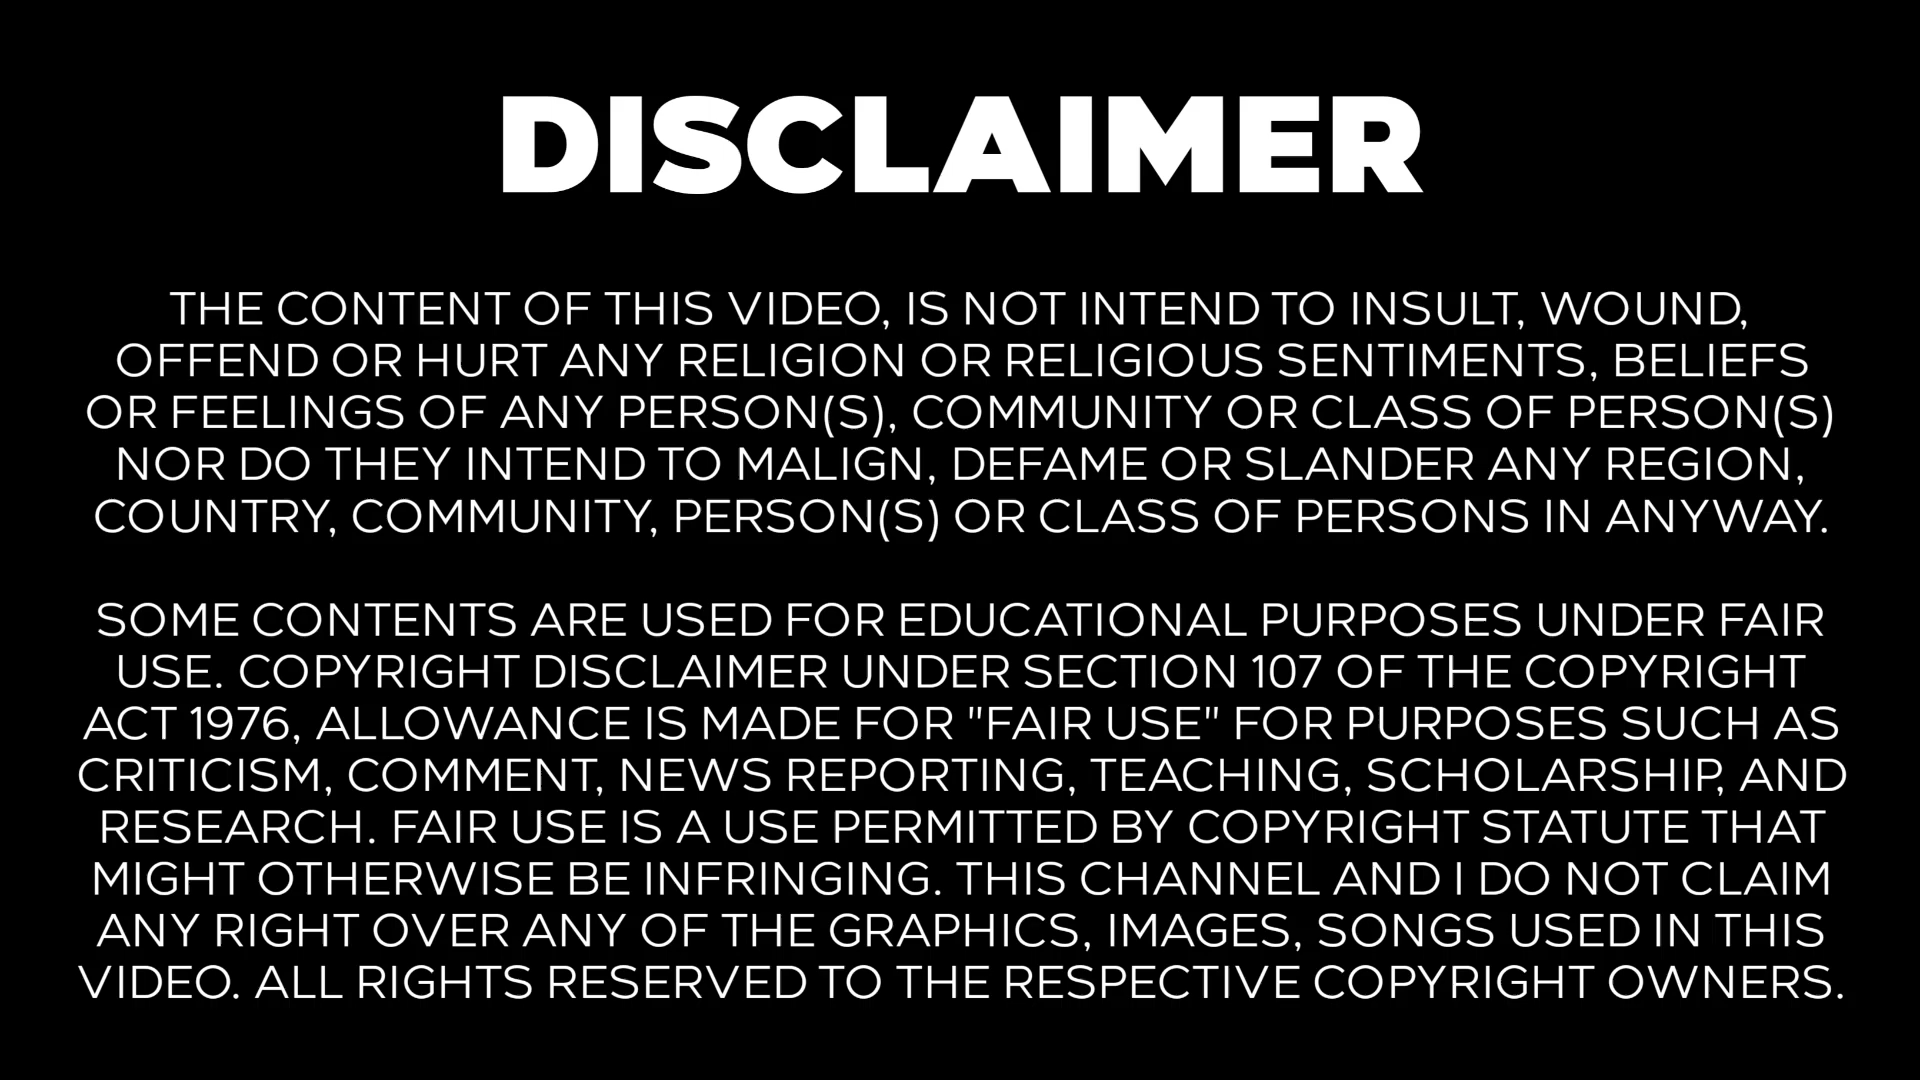 DISCLAIMER
THE CONTENT OF THIS VIDEO, IS NOT INTEND TO INSULT, WOUND,
OFFEND OR HURT ANY RELIGION OR RELIGIOUS SENTIMENTS, BELIEFS
OR FEELINGS OF ANY PERSON(S), COMMUNITY OR CLASS OF PERSON(S)
NOR DO THEY INTEND TO MALIGN, DEFAME OR SLANDER ANY REGION,
COUNTRY, COMMUNITY, PERSON(S) OR CLASS OF PERSONS IN ANYWAY.
SOME CONTENTS ARE USED FOR EDUCATIONAL PURPOSES UNDER FAIR
USE. COPYRIGHT DISCLAIMER UNDER SECTION 107 OF THE COPYRIGHT
ACT 1976, ALLOWANCE IS MADE FOR "FAIR USE" FOR PURPOSES SUCH AS
CRITICISM, COMMENT, NEWS REPORTING, TEACHING, SCHOLARSHIP, AND
RESEARCH. FAIR USE IS A USE PERMITTED BY COPYRIGHT STATUTE THAT
MIGHT OTHERWISE BE INFRINGING. THIS CHANNEL AND I DO NOT CLAIM
ANY RIGHT OVER ANY OF THE GRAPHICS, IMAGES, SONGS USED IN THIS
VIDEO. ALL RIGHTS RESERVED TO THE RESPECTIVE COPYRIGHT OWNERS.